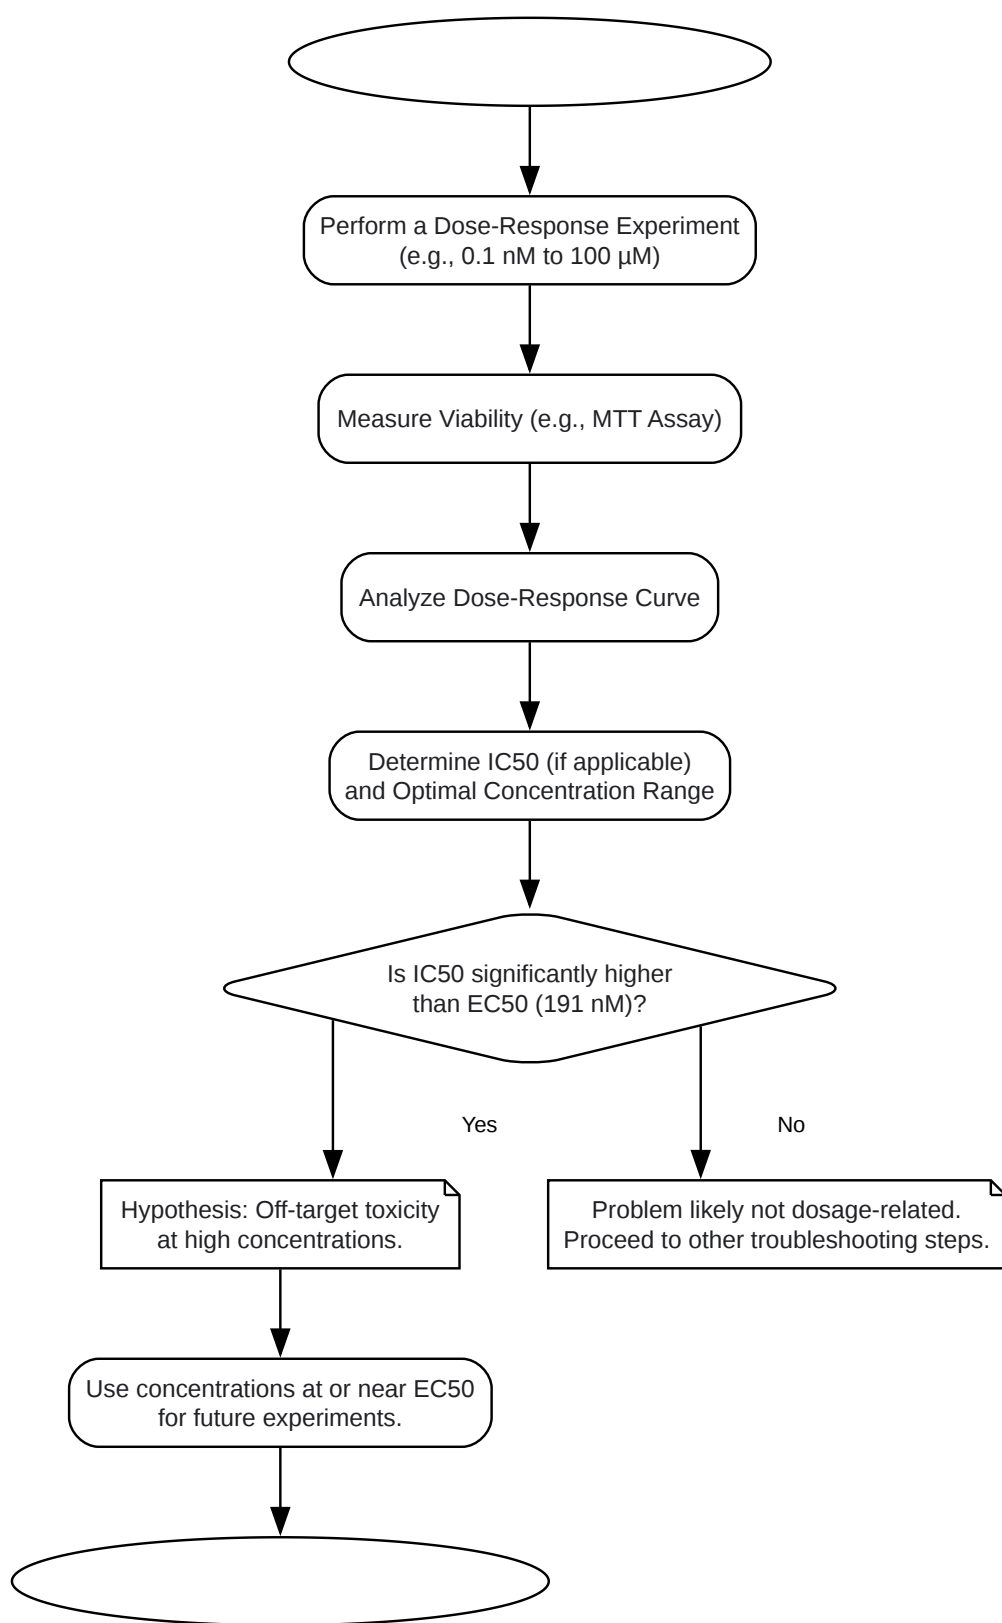 Perform a Dose-Response Experiment
(e.g., 0.1 nM to 100 µM)
Measure Viability (e.g., MTT Assay)
Analyze Dose-Response Curve
Determine IC50 (if applicable)
and Optimal Concentration Range
Is IC50 significantly higher
than EC50 (191 nM)?
Yes
No
Hypothesis: Off-target toxicity
at high concentrations.
Problem likely not dosage-related.
Proceed to other troubleshooting steps.
Use concentrations at or near EC50
for future experiments.